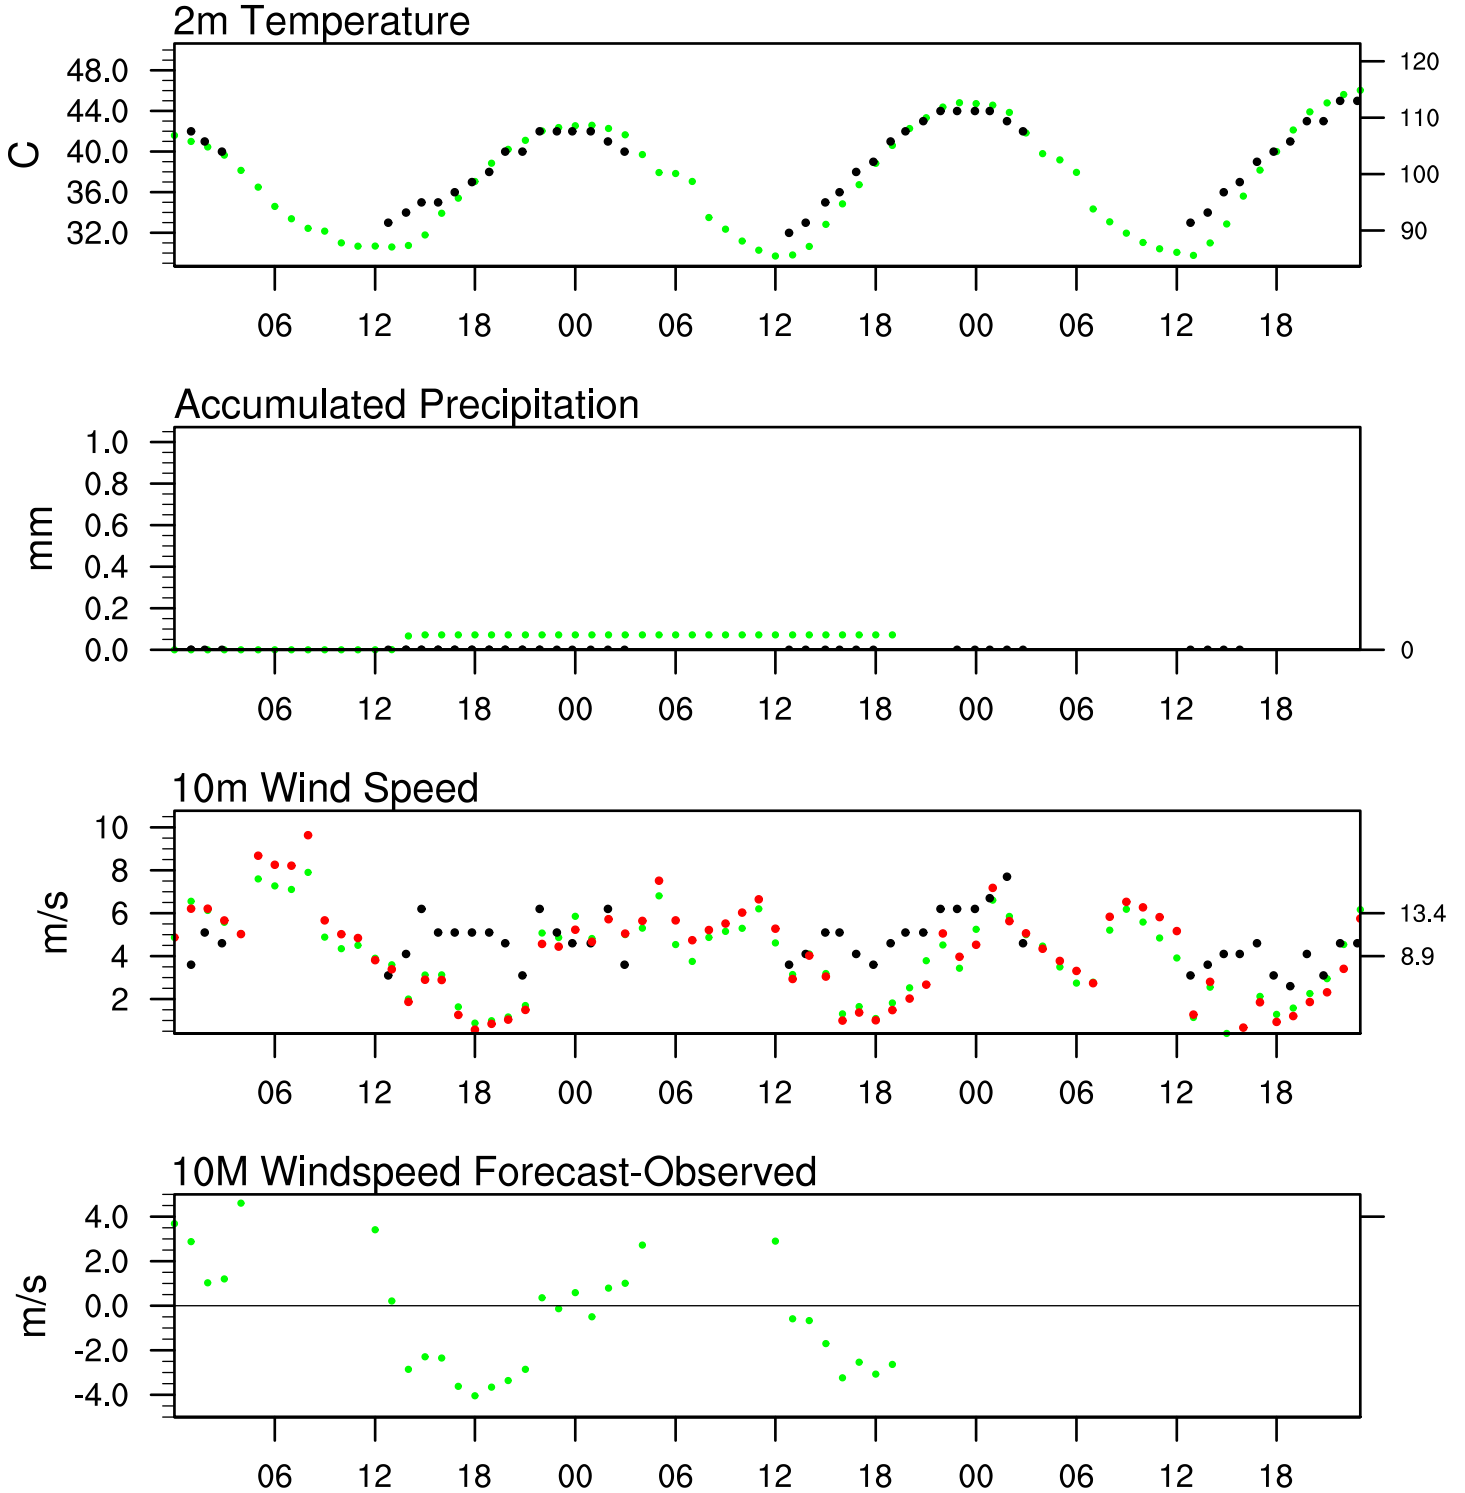 2m Temperature
48.0
44.0
40.0
36.0
32.0
C
120
110
100
90
06 12 18 00 06 12 18 00 06 12 18
Accumulated Precipitation
1.0
0.8
0.6
0.4
0.2
0.0
mm
0
06 12 18 00 06 12 18 00 06 12 18
10m Wind Speed
10
8
6
4
2
m/s
13.4
8.9
06 12 18 00 06 12 18 00 06 12 18
10M Windspeed Forecast-Observed
4.0
2.0
0.0
-2.0
-4.0
m/s
06 12 18 00 06 12 18 00 06 12 18